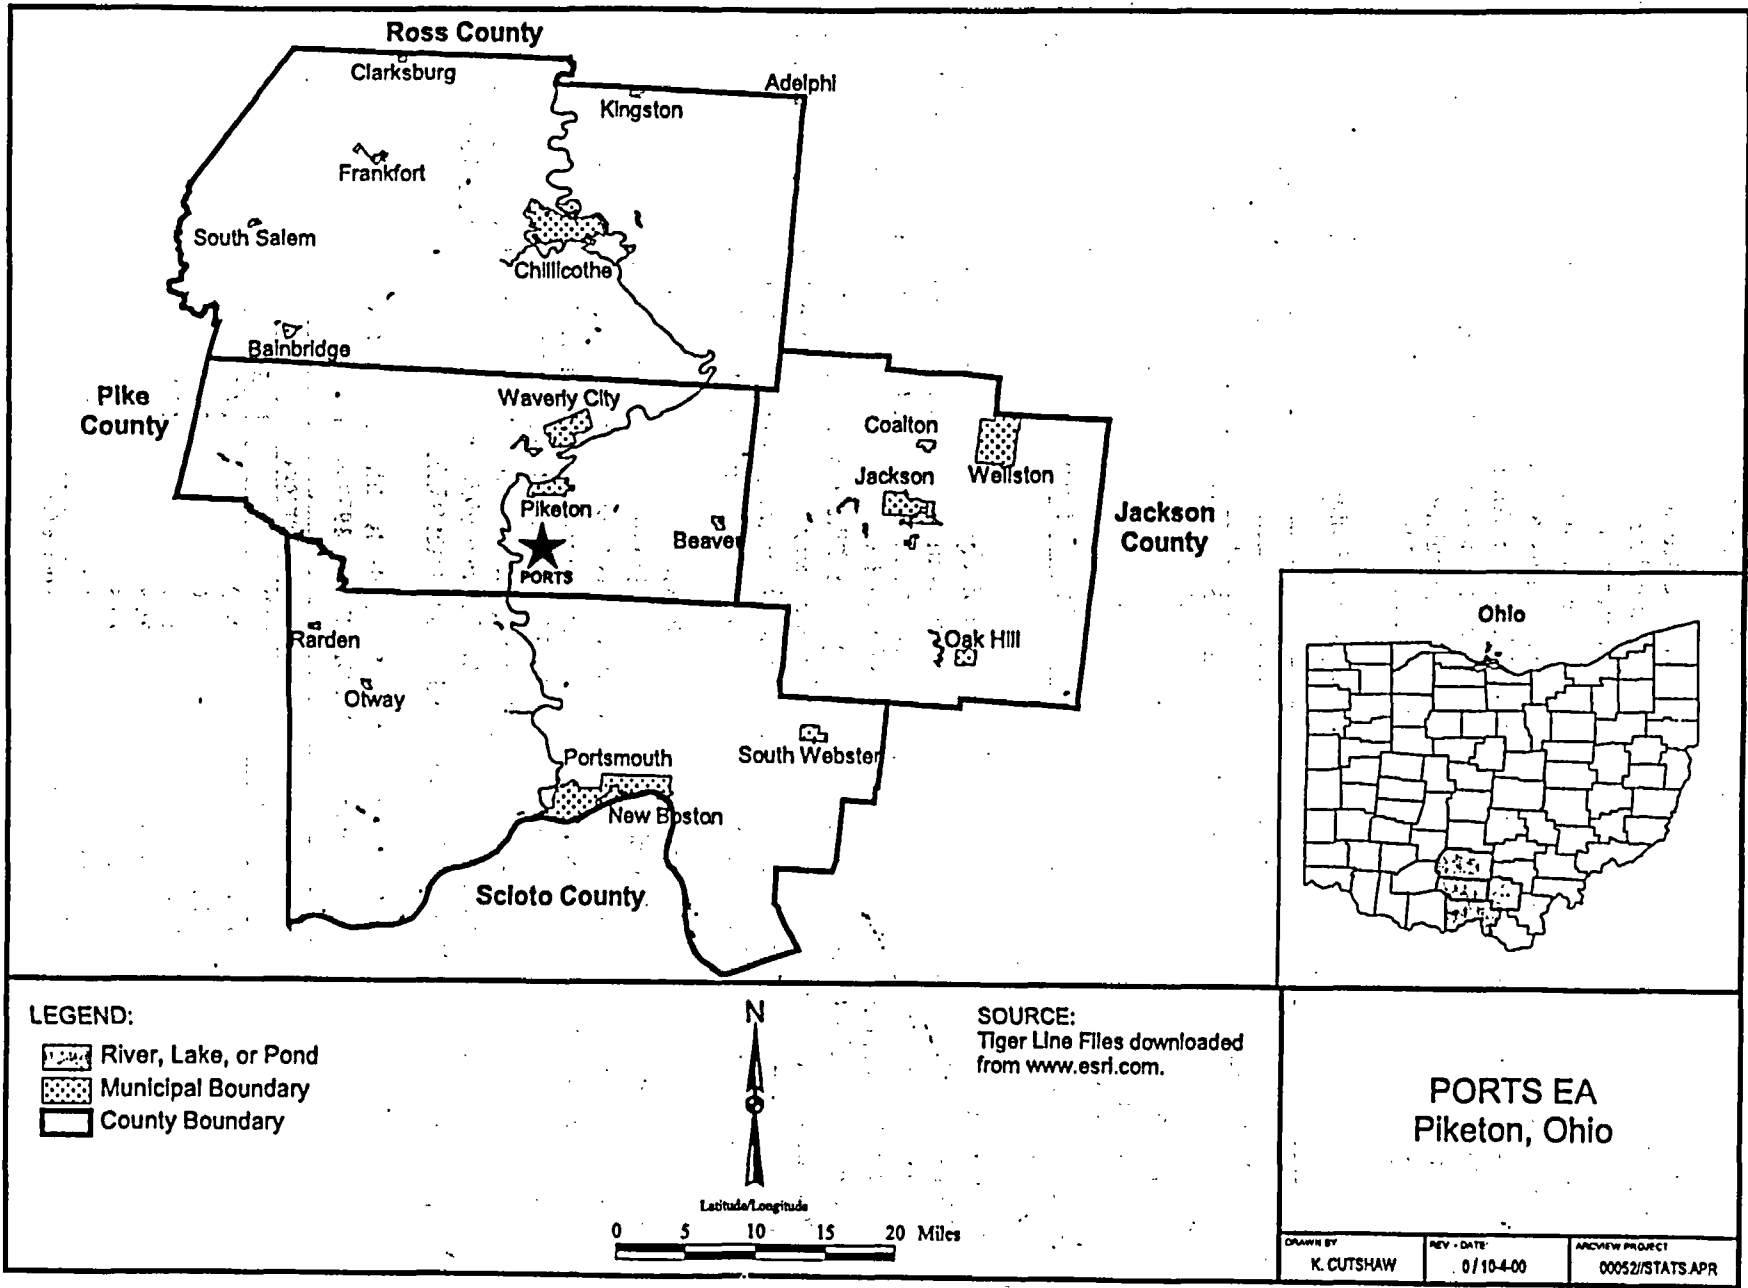 Ross County
Clarksburg
Adelphi
Kingston
Frankfort
South Salem
Chillicothe
Bainbridge
Pike
County
Waverly City
Coalton
Wellston
Jackson
Piketon
Beaver
Jackson
County
PORTS
Rarden
Oak Hill
Otway
South Webster
Portsmouth
New Boston
Scioto County
Ohio
LEGEND:
River, Lake, or Pond
Municipal Boundary
County Boundary
N
Latitude/Longitude
0 5 10 15 20 Miles
SOURCE:
Tiger Line Files downloaded
from www.esri.com.
PORTS EA
Piketon, Ohio
DRAWN BY
K. CUTSHAW
REV - DATE
0 / 10-4-00
ARCVIEW PROJECT
00052//STATS.APR